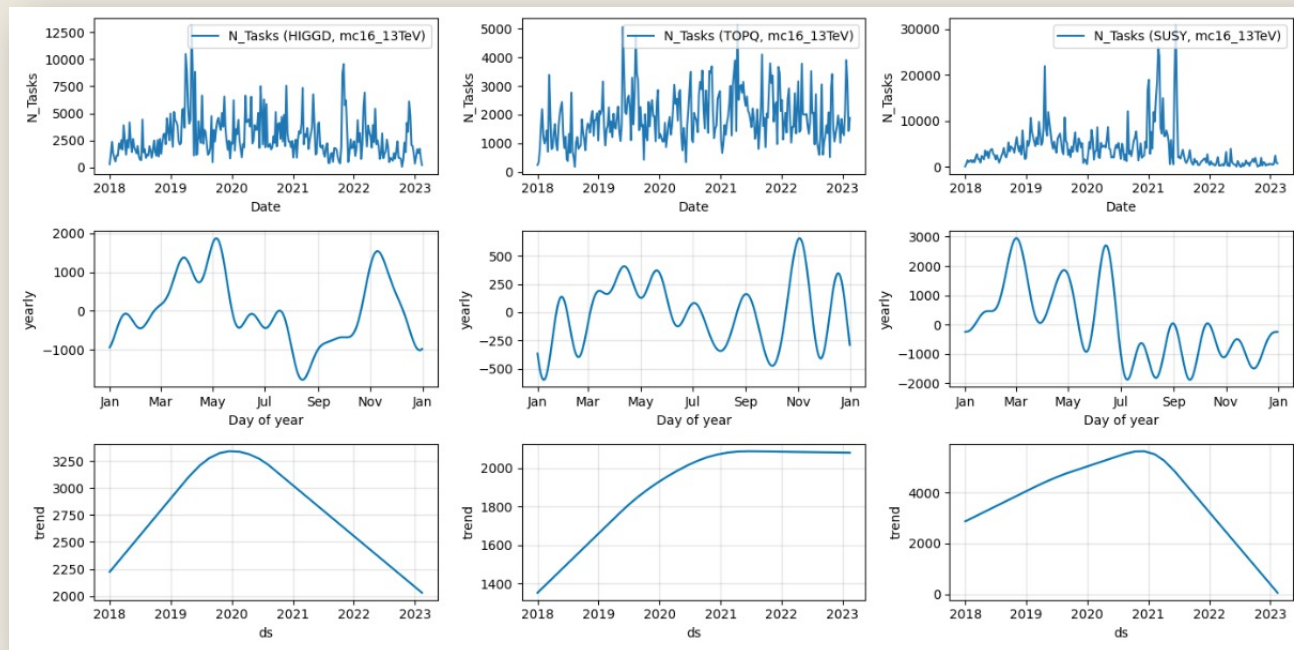 N_Tasks (HIGGD, mc16_13TeV)
12500
10000
7500
5000
2500
0
N_Tasks
2018 2019 2020 2021 2022 2023
Date
N_Tasks (TOPQ, mc16_13TeV)
5000
4000
3000
2000
1000
0
N_Tasks
2018 2019 2020 2021 2022 2023
Date
N_Tasks (SUSY, mc16_13TeV)
30000
20000
10000
0
N_Tasks
2018 2019 2020 2021 2022 2023
Date
2000
1000
0
−1000
yearly
Jan Mar May Jul Sep Nov Jan
Day of year
500
250
0
−250
−500
yearly
Jan Mar May Jul Sep Nov Jan
Day of year
3000
2000
1000
0
−1000
−2000
yearly
Jan Mar May Jul Sep Nov Jan
Day of year
3250
3000
2750
2500
2250
2000
trend
2018 2019 2020 2021 2022 2023
ds
2000
1800
1600
1400
trend
2018 2019 2020 2021 2022 2023
ds
4000
2000
0
trend
2018 2019 2020 2021 2022 2023
ds